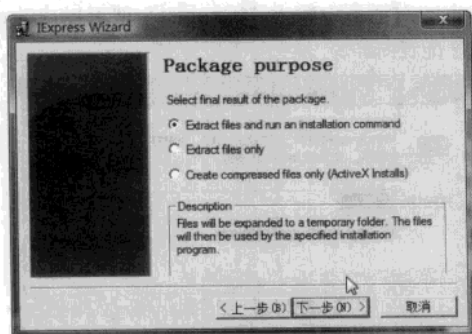 IExpress Wizard
Package purpose
Select final result of the package.
Extract files and run an installation command
Extract files only
Create compressed files only (ActiveX Installs)
Description
Files will be expanded to a temporary folder. The files
will then be used by the specified installation
program.
< 上一步(B) 下一步(N) > 取消